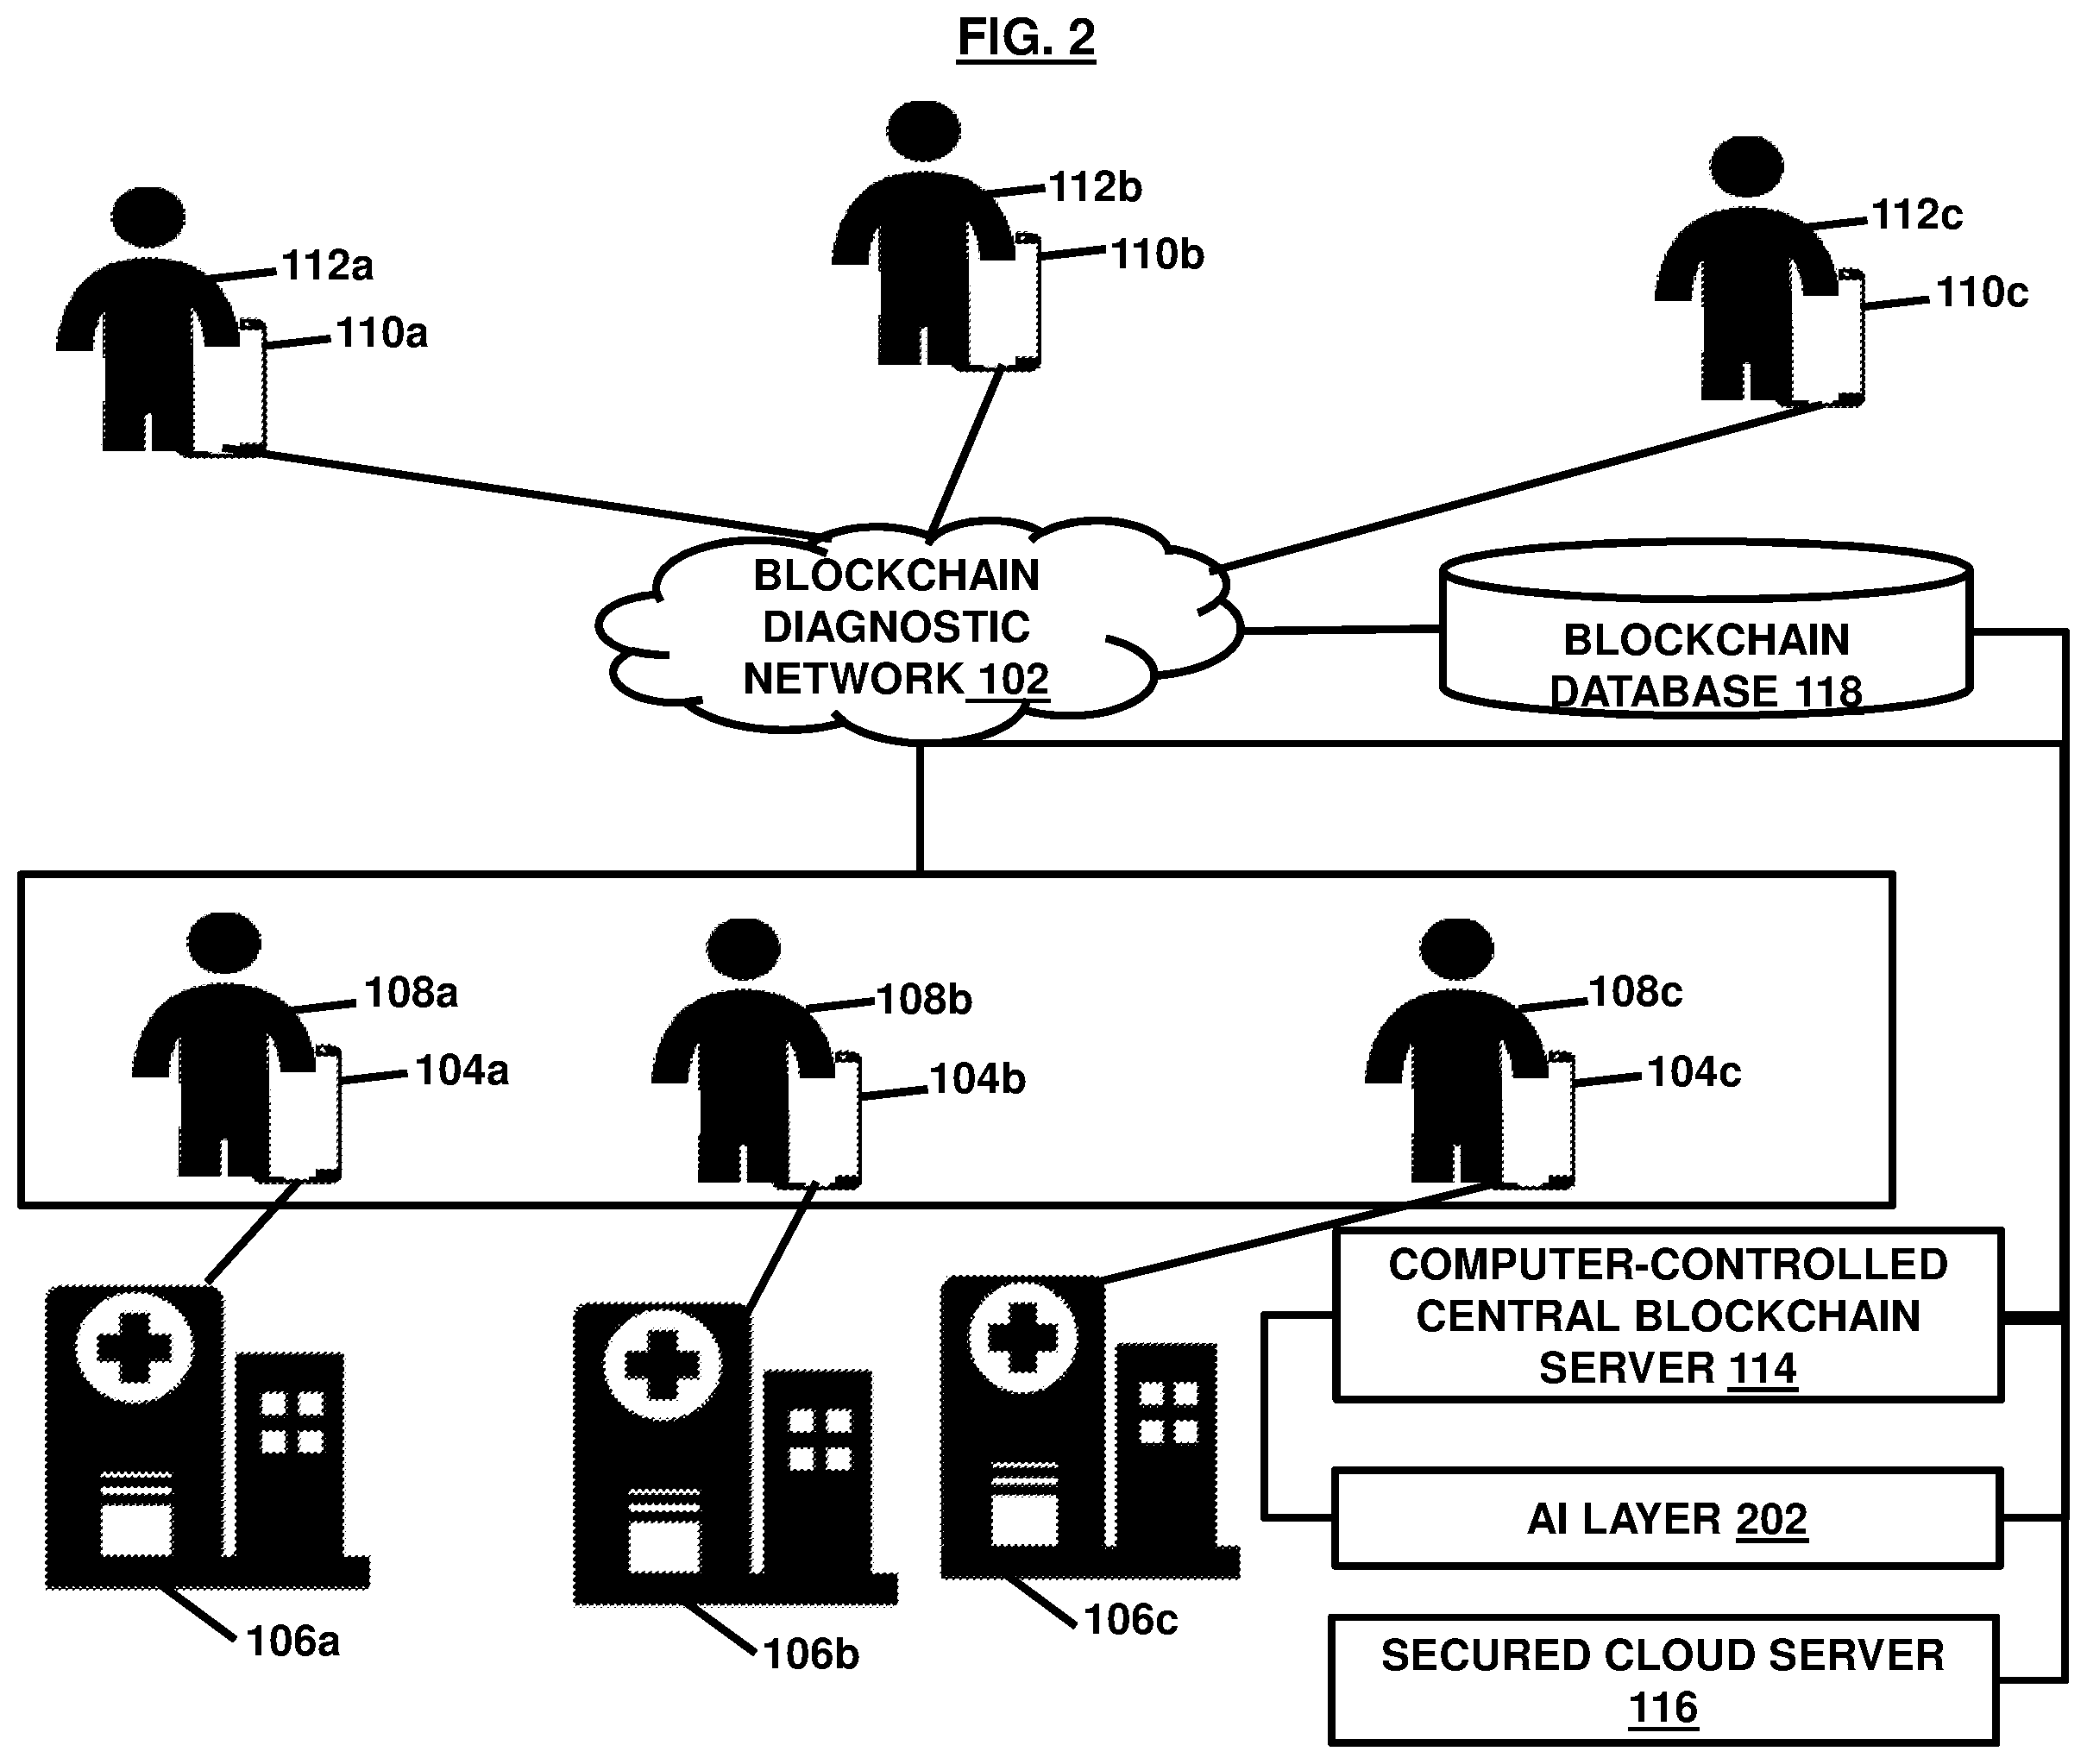 FIG. 2
112b
112c
112a
110b
110c
110a
BLOCKCHAIN
DIAGNOSTIC
NETWORK 102
BLOCKCHAIN
DATABASE 118
108a
108b
108c
104a
104b
104c
COMPUTER-CONTROLLED
CENTRAL BLOCKCHAIN
SERVER 114
AI LAYER 202
106a
106b
106c
SECURED CLOUD SERVER
116